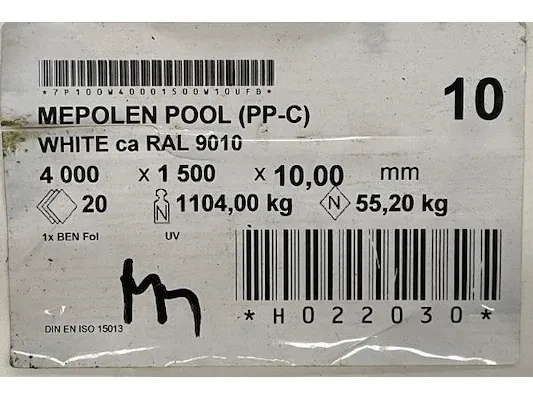 *7P100W40001500W10UFB*
10
MEPOLEN POOL (PP-C)
WHITE ca RAL 9010
4 000 x 1 500 x 10,00 mm
20 N 1104,00 kg N 55,20 kg
1x BEN Fol UV
*H022030*
DIN EN ISO 15013